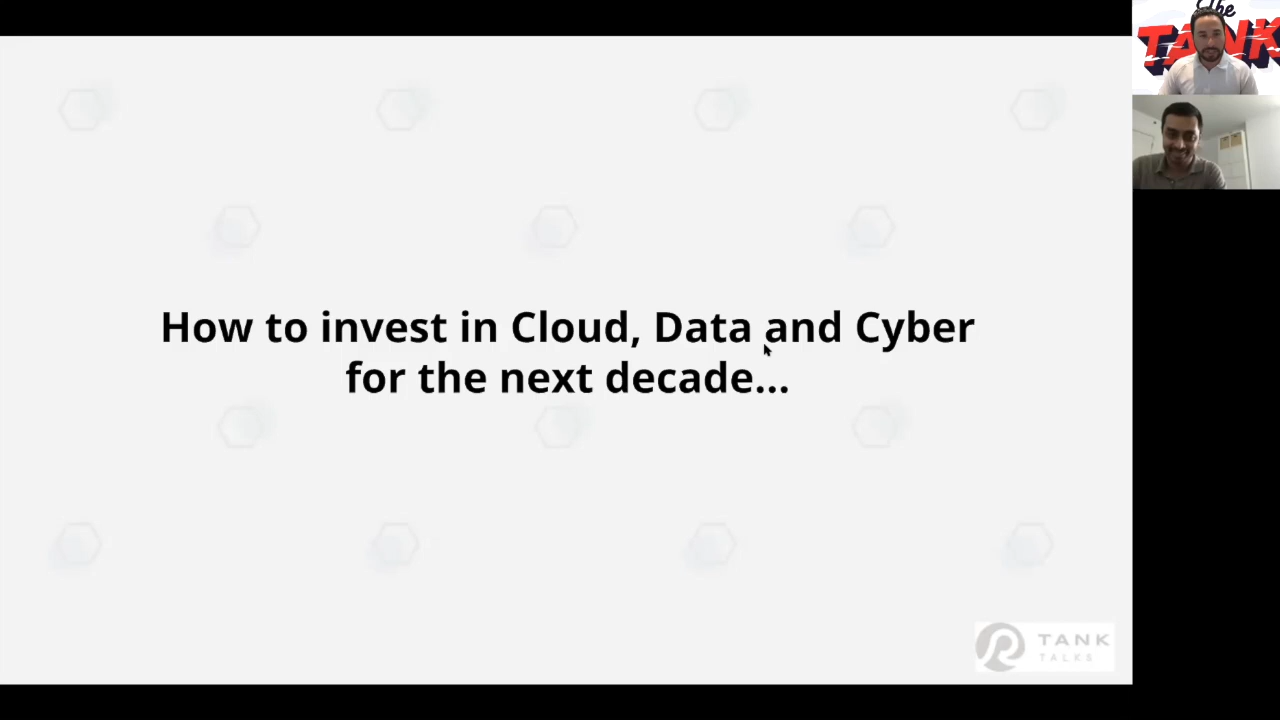 How to invest in Cloud, Data and Cyber
for the next decade...
The
TANK
TANK
TALKS